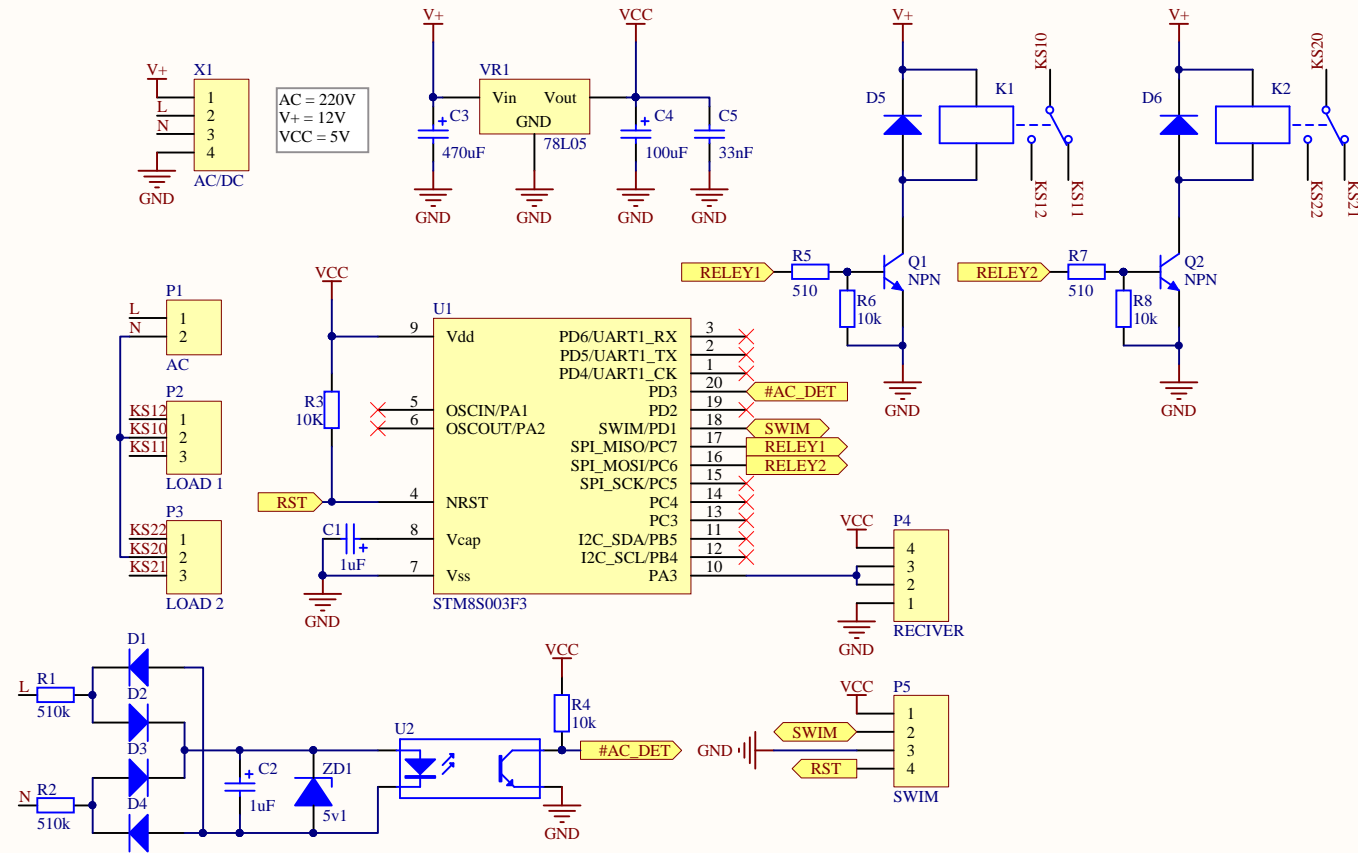 V+
X1
1
L
2
N
3
4
AC/DC
GND
AC = 220V
V+ = 12V
VCC = 5V
V+
VCC
VR1
Vin
Vout
GND
78L05
+
C3
470uF
+
C4
100uF
C5
33nF
GND
GND
GND
GND
V+
D5
K1
KS10
KS12
KS11
RELEY1
R5
510
R6
10k
Q1
NPN
GND
V+
D6
K2
KS20
KS22
KS21
RELEY2
R7
510
R8
10k
Q2
NPN
GND
P1
L
1
N
2
AC
P2
KS12
1
KS10
2
KS11
3
LOAD 1
P3
KS22
1
KS20
2
KS21
3
LOAD 2
VCC
R3
10K
RST
C1
+
1uF
GND
U1
9 Vdd
5 OSCIN/PA1
6 OSCOUT/PA2
4 NRST
8 Vcap
7 Vss
PD6/UART1_RX 3
PD5/UART1_TX 2
PD4/UART1_CK 1
PD3 20 #AC_DET
PD2 19
SWIM/PD1 18 SWIM
SPI_MISO/PC7 17 RELEY1
SPI_MOSI/PC6 16 RELEY2
SPI_SCK/PC5 15
PC4 14
PC3 13
I2C_SDA/PB5 11
I2C_SCL/PB4 12
PA3 10
STM8S003F3
VCC
P4
4
3
2
1
RECIVER
GND
L
R1
510k
N
R2
510k
D1
D2
D3
D4
+
C2
1uF
ZD1
5v1
U2
VCC
R4
10k
#AC_DET
GND
VCC
P5
1
SWIM
2
GND
3
RST
4
SWIM